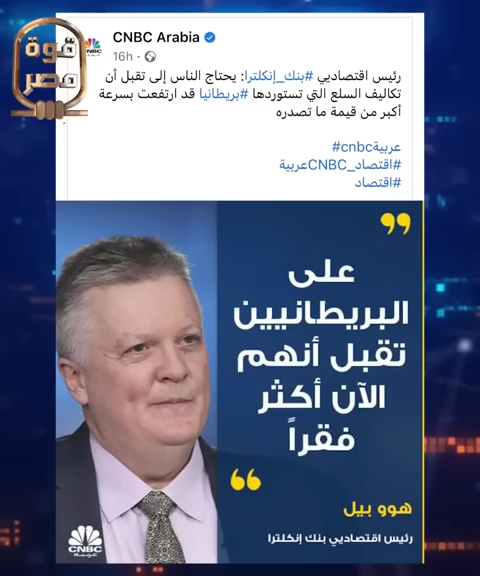 قوة
مصر
CNBC Arabia
16h
رئيس اقتصاديي #بنك_إنكلترا: يحتاج الناس إلى تقبل أن
تكاليف السلع التي تستوردها #بريطانيا قد ارتفعت بسرعة
أكبر من قيمة ما تصدره
#cnbcعربية
#اقتصاد_CNBCعربية
#اقتصاد
على
البريطانيين
تقبل أنهم
الآن أكثر
فقراً
هوو بيل
رئيس اقتصاديي بنك إنكلترا
CNBC
عربية